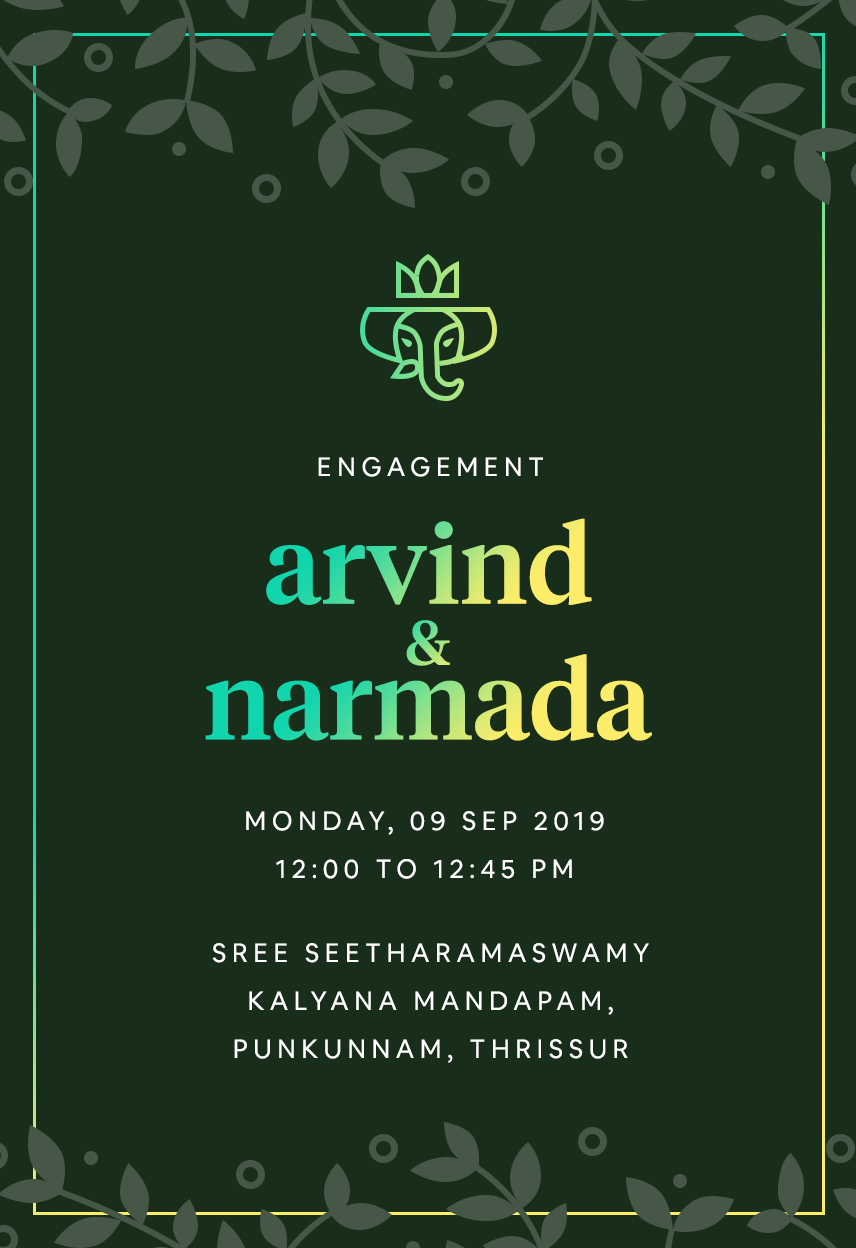 ENGAGEMENT
arvind
&
narmada
MONDAY, 09 SEP 2019
12:00 TO 12:45 PM
SREE SEETHARAMASWAMY
KALYANA MANDAPAM,
PUNKUNNAM, THRISSUR